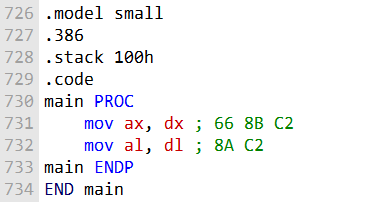 726 .model small
727 .386
728 .stack 100h
729 .code
730 main PROC
731     mov ax, dx ; 66 8B C2
732     mov al, dl ; 8A C2
733 main ENDP
734 END main